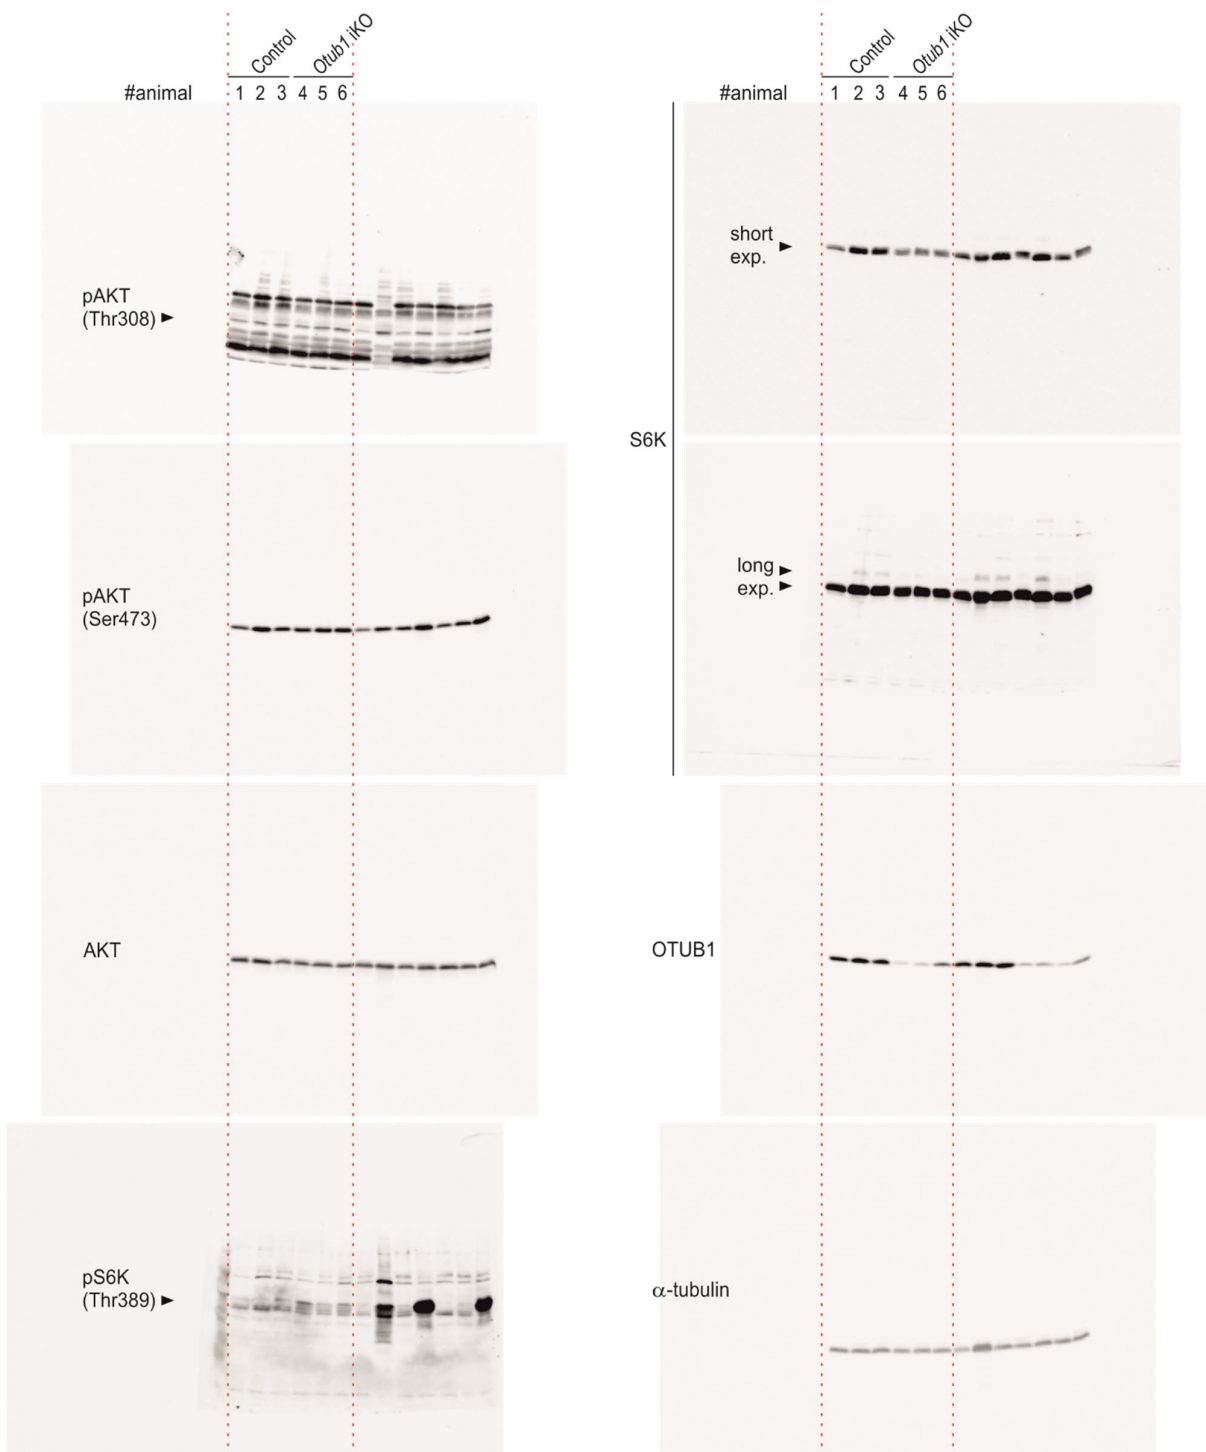 Control
Otub1 iKO
#animal 1 2 3 4 5 6
pAKT
(Thr308)
pAKT
(Ser473)
AKT
pS6K
(Thr389)
Control
Otub1 iKO
#animal 1 2 3 4 5 6
S6K
short
exp.
long
exp.
OTUB1
α-tubulin